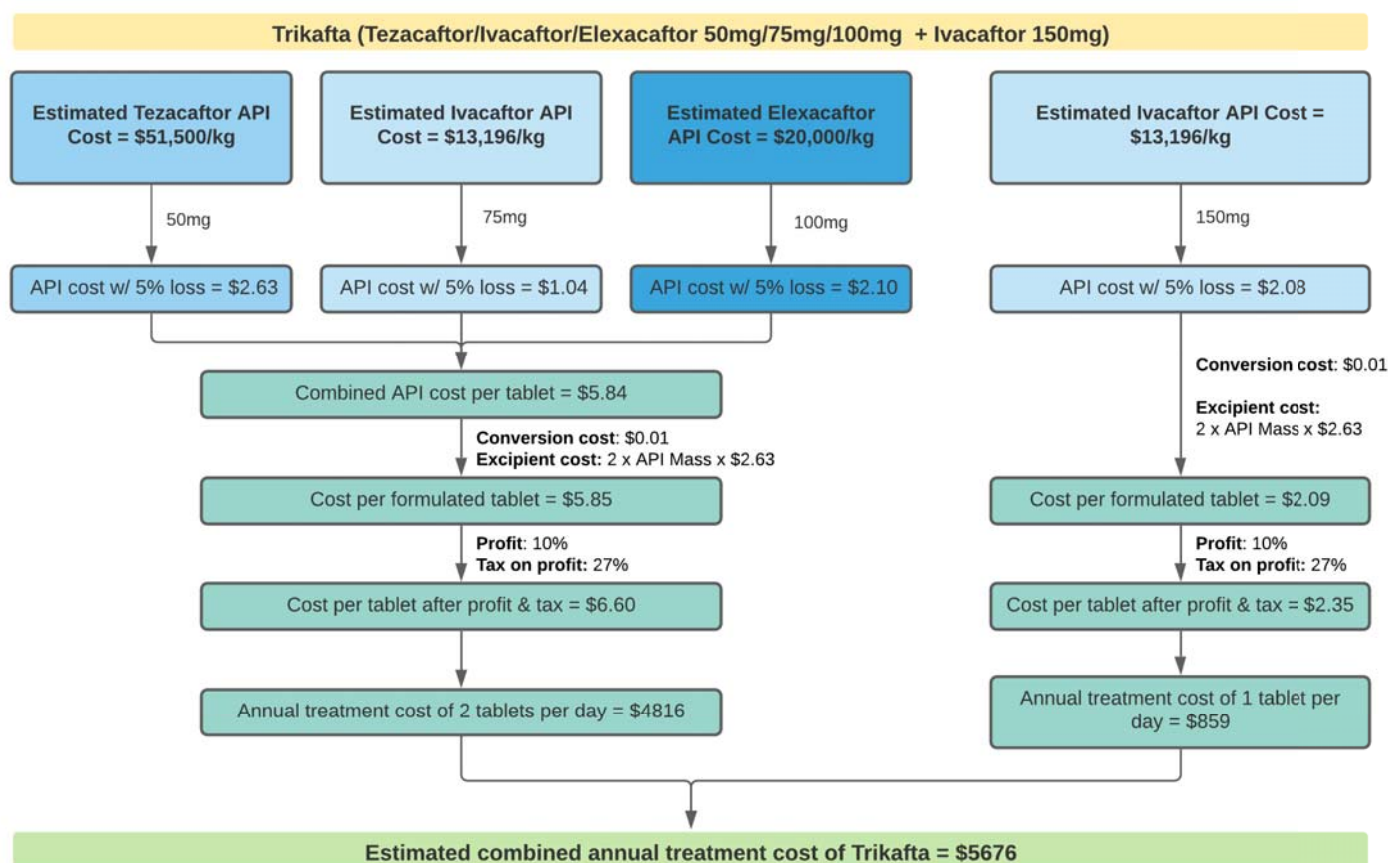 Trikafta (Tezacaftor/Ivacaftor/Elexacaftor 50mg/75mg/100mg + Ivacaftor 150mg)
Estimated Tezacaftor API
Cost = $51,500/kg
Estimated Ivacaftor API
Cost = $13,196/kg
Estimated Elexacaftor
API Cost = $20,000/kg
Estimated Ivacaftor API Cost =
$13,196/kg
50mg
75mg
100mg
150mg
API cost w/ 5% loss = $2.63
API cost w/ 5% loss = $1.04
API cost w/ 5% loss = $2.10
API cost w/ 5% loss = $2.08
Combined API cost per tablet = $5.84
Conversion cost: $0.01
Excipient cost: 2 x API Mass x $2.63
Conversion cost: $0.01
Excipient cost:
2 x API Mass x $2.63
Cost per formulated tablet = $5.85
Cost per formulated tablet = $2.09
Profit: 10%
Tax on profit: 27%
Profit: 10%
Tax on profit: 27%
Cost per tablet after profit & tax = $6.60
Cost per tablet after profit & tax = $2.35
Annual treatment cost of 2 tablets per day = $4816
Annual treatment cost of 1 tablet per
day = $859
Estimated combined annual treatment cost of Trikafta = $5676